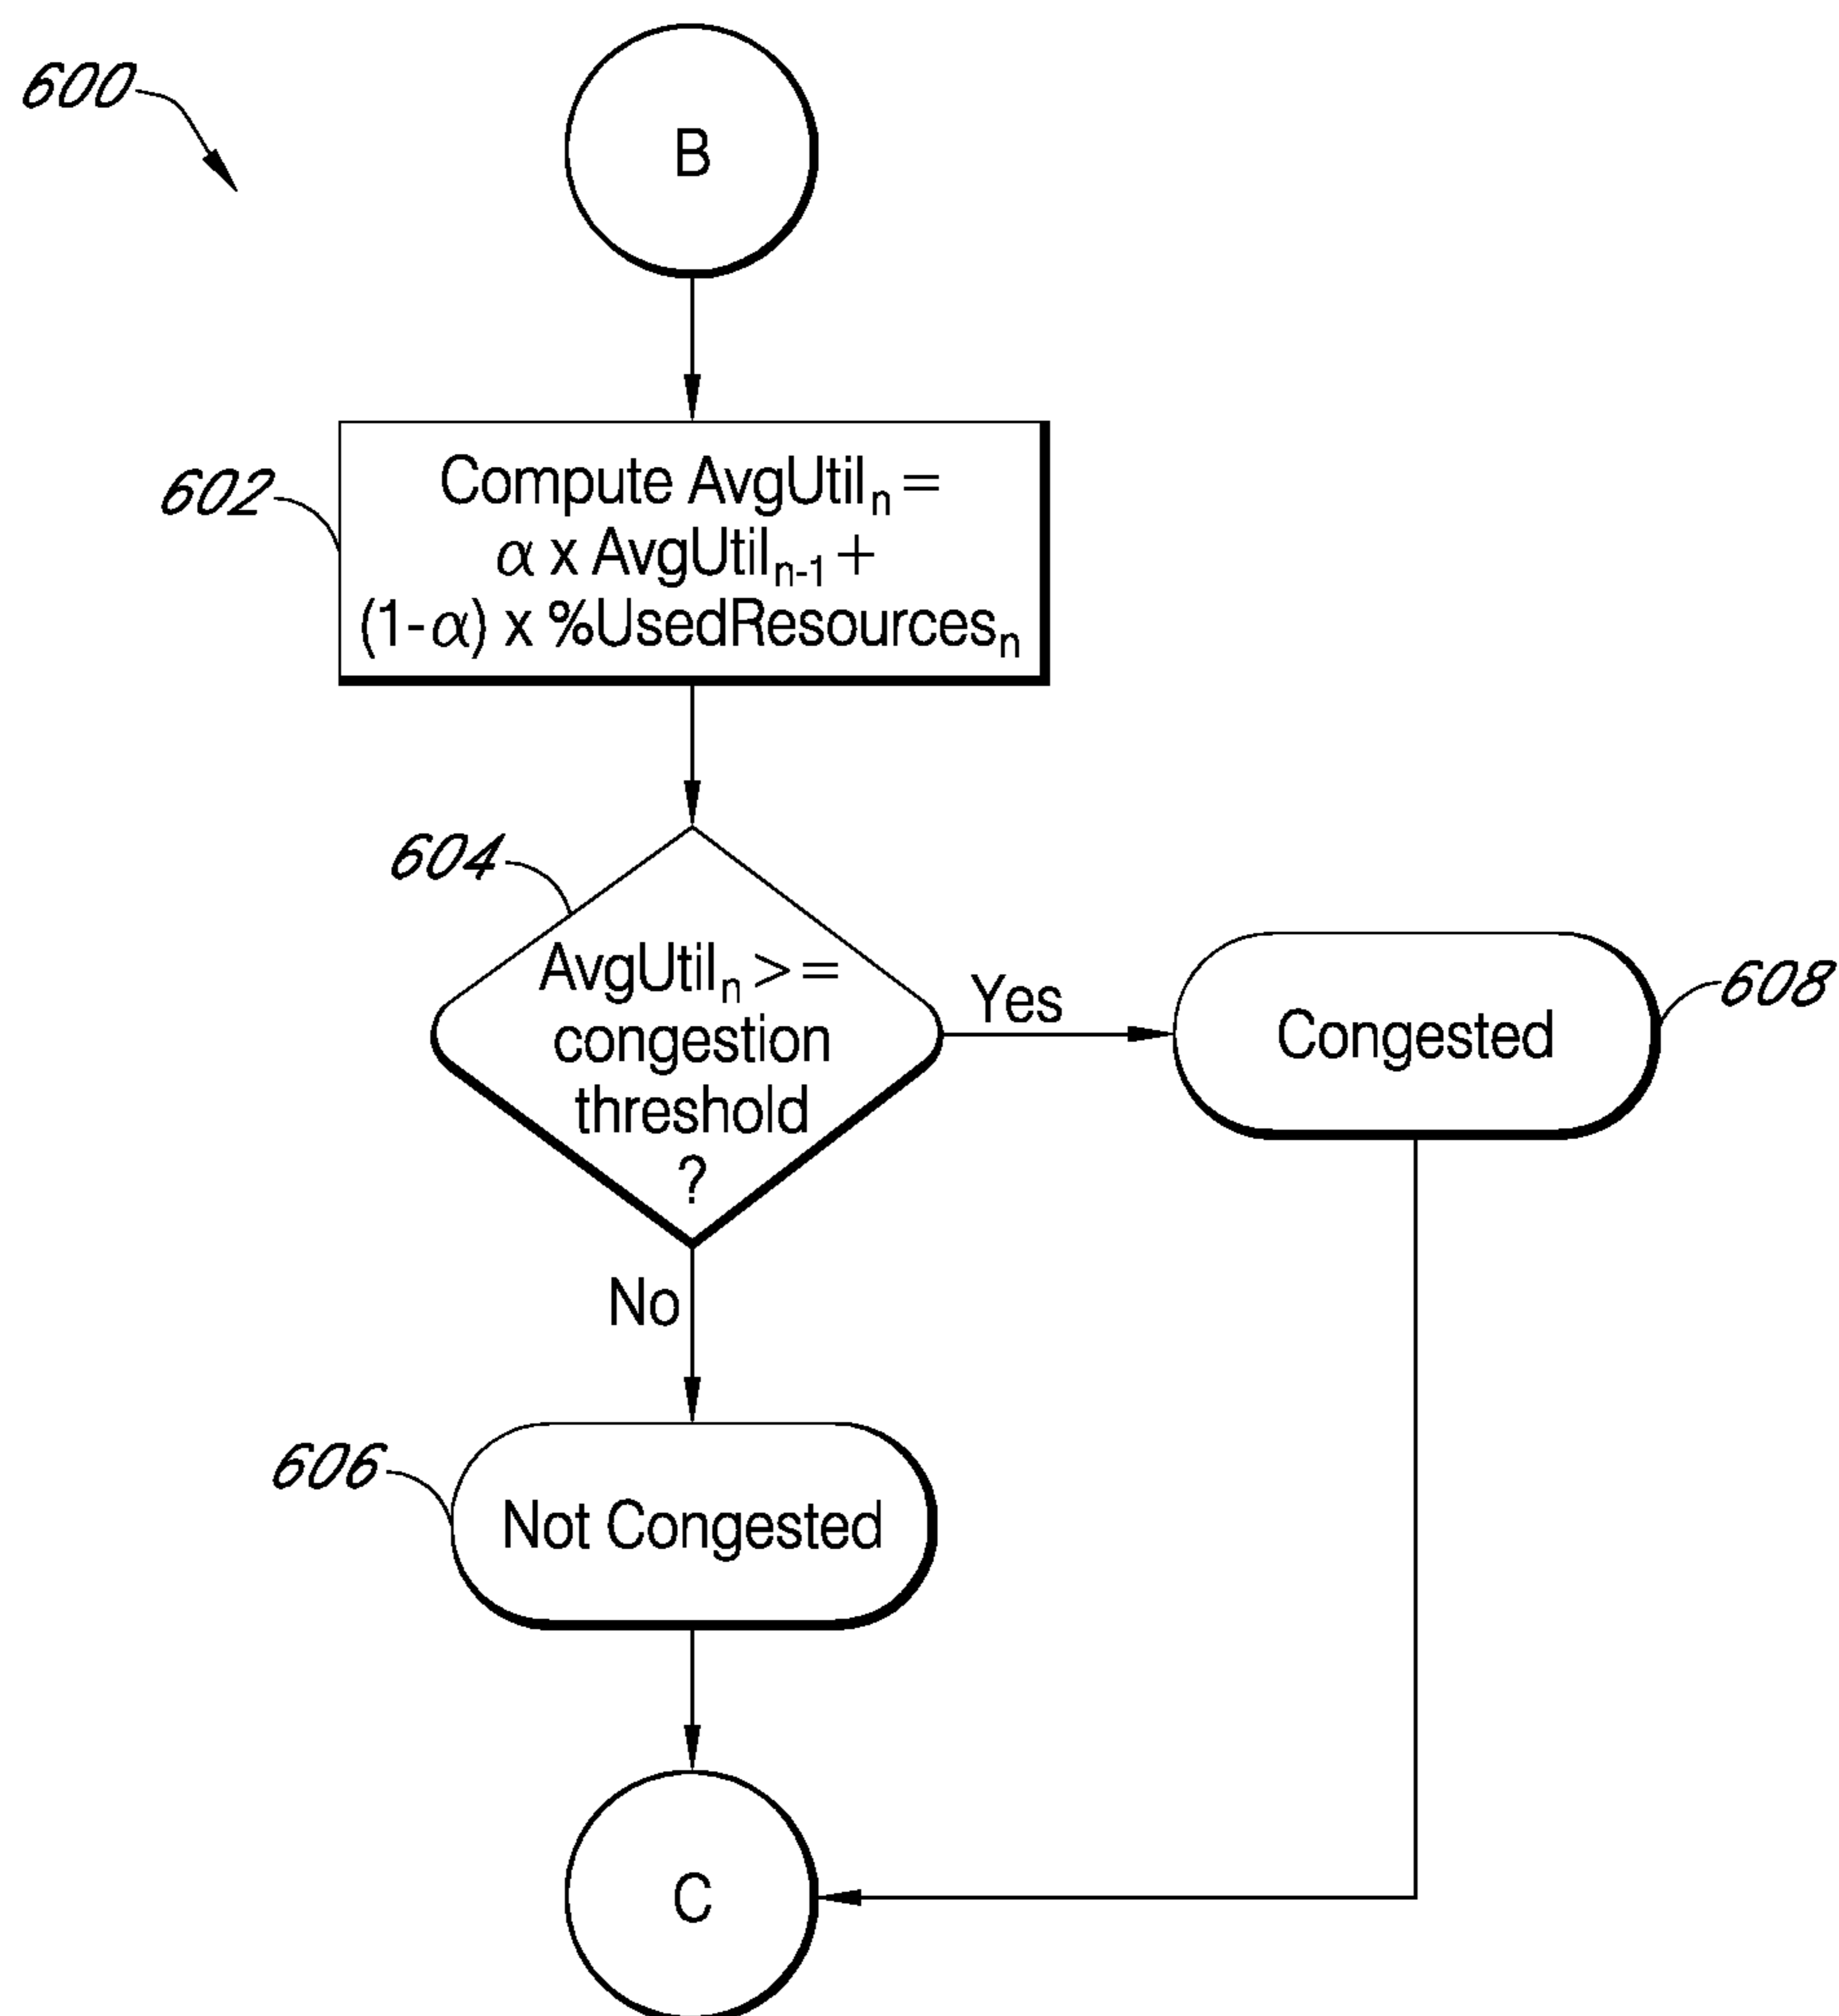 600
B
602
Compute AvgUtilₙ =
α x AvgUtilₙ₋₁ +
(1-α) x %UsedResourcesₙ
604
AvgUtilₙ >=
congestion
threshold
?
Yes
Congested
608
No
606
Not Congested
C